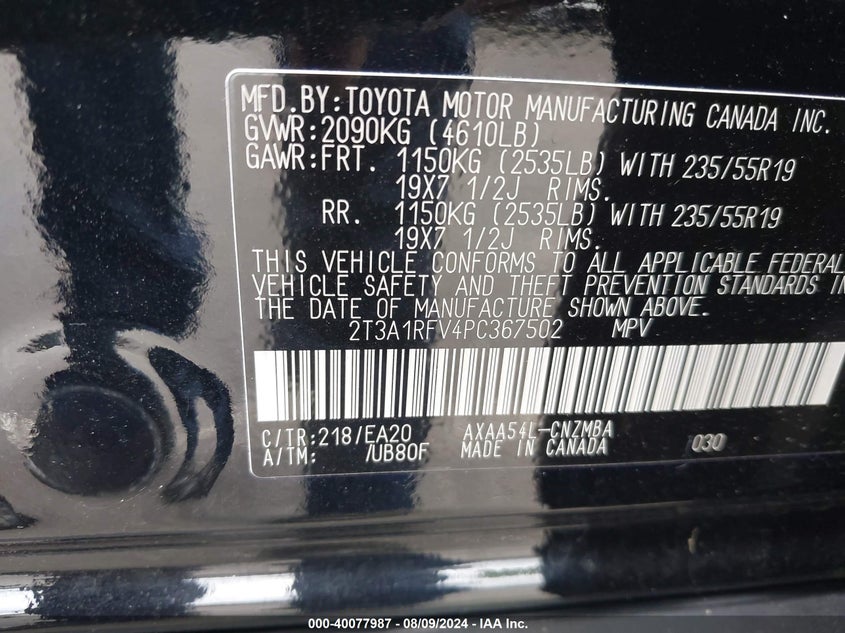 MFD.BY:TOYOTA MOTOR MANUFACTURING CANADA INC.
GVWR:2090KG (4610LB)
GAWR:FRT. 1150KG (2535LB) WITH 235/55R19
19X7 1/2J RIMS.
RR. 1150KG (2535LB) WITH 235/55R19
19X7 1/2J RIMS.
THIS VEHICLE CONFORMS TO ALL APPLICABLE FEDERAL
VEHICLE SAFETY AND THEFT PREVENTION STANDARDS IN
THE DATE OF MANUFACTURE SHOWN ABOVE.
2T3A1RFV4PC367502 MPV
C/TR:218/EA20 AXAA54L-CNZMBA 030
A/TM: /UB80F MADE IN CANADA
000-40077987 - 08/09/2024 - IAA Inc.